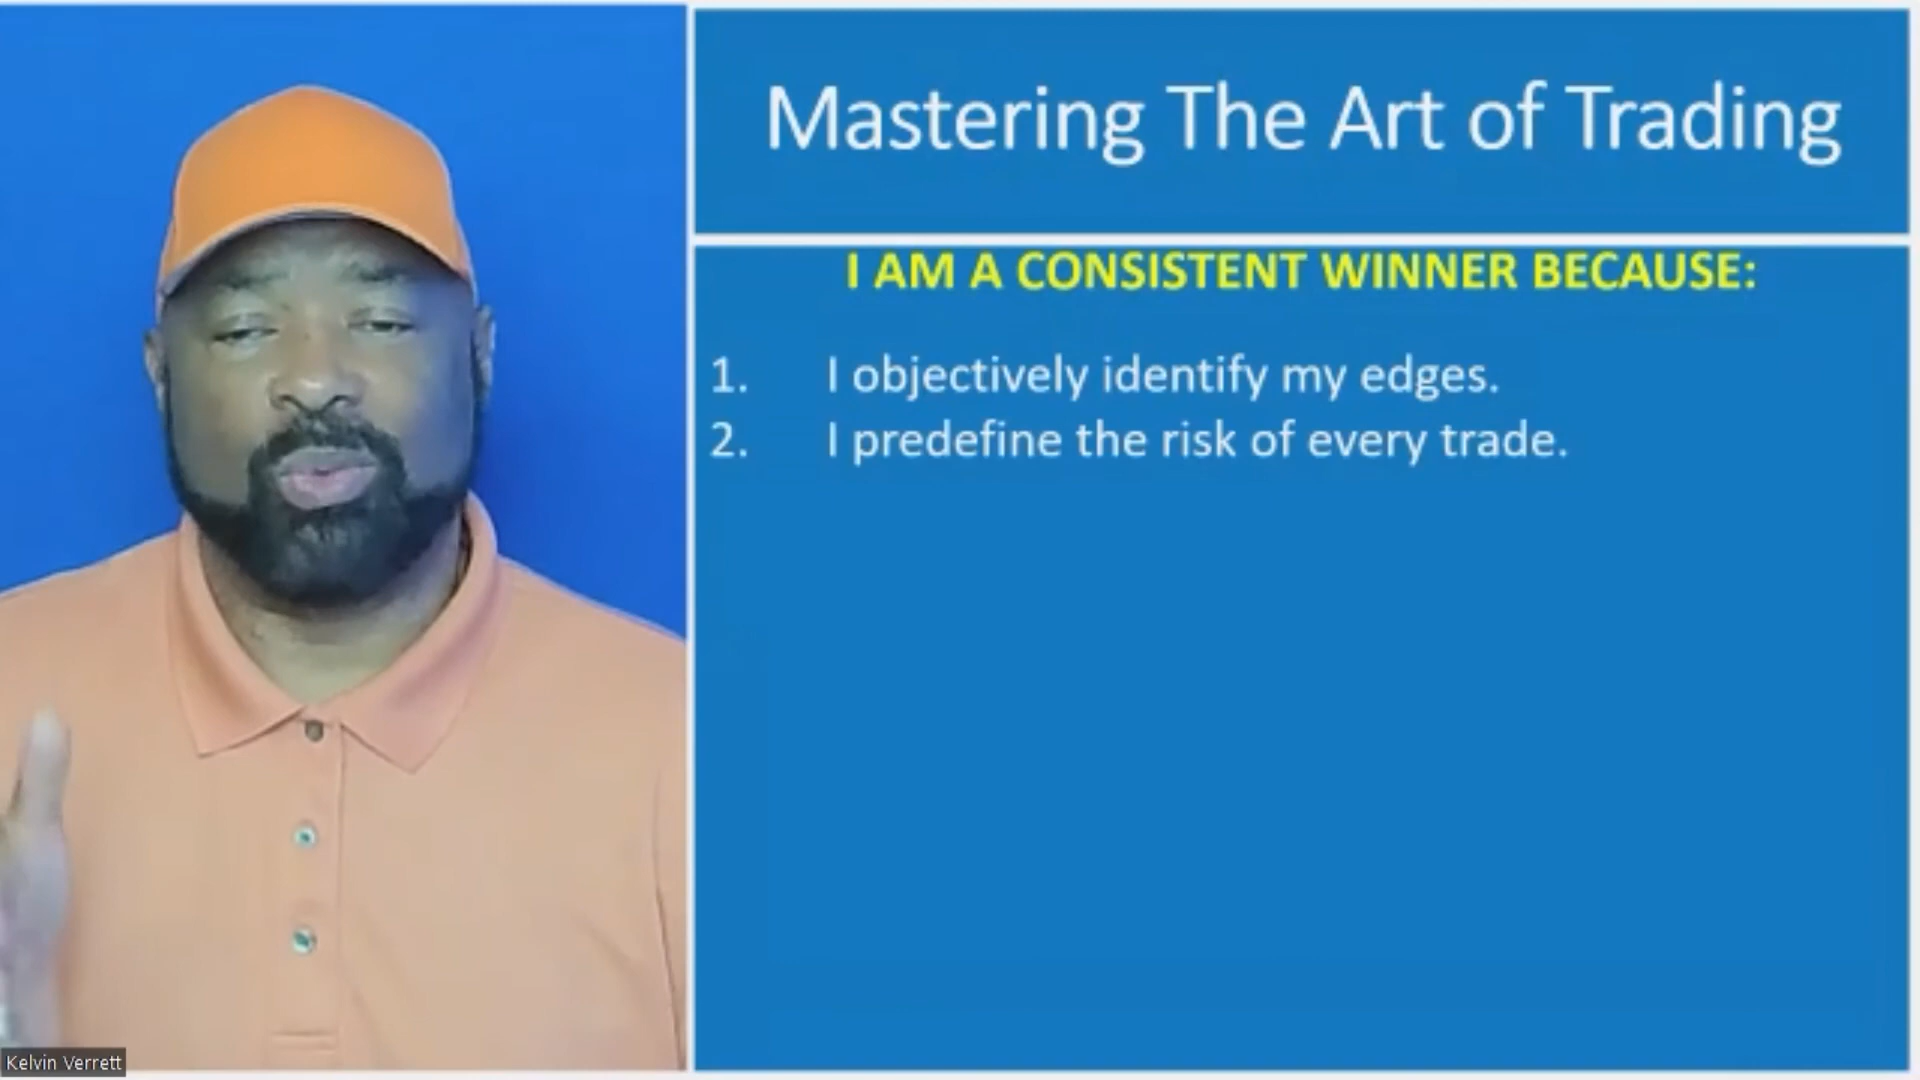 Mastering The Art of Trading
I AM A CONSISTENT WINNER BECAUSE:
1. I objectively identify my edges.
2. I predefine the risk of every trade.
Kelvin Verrett